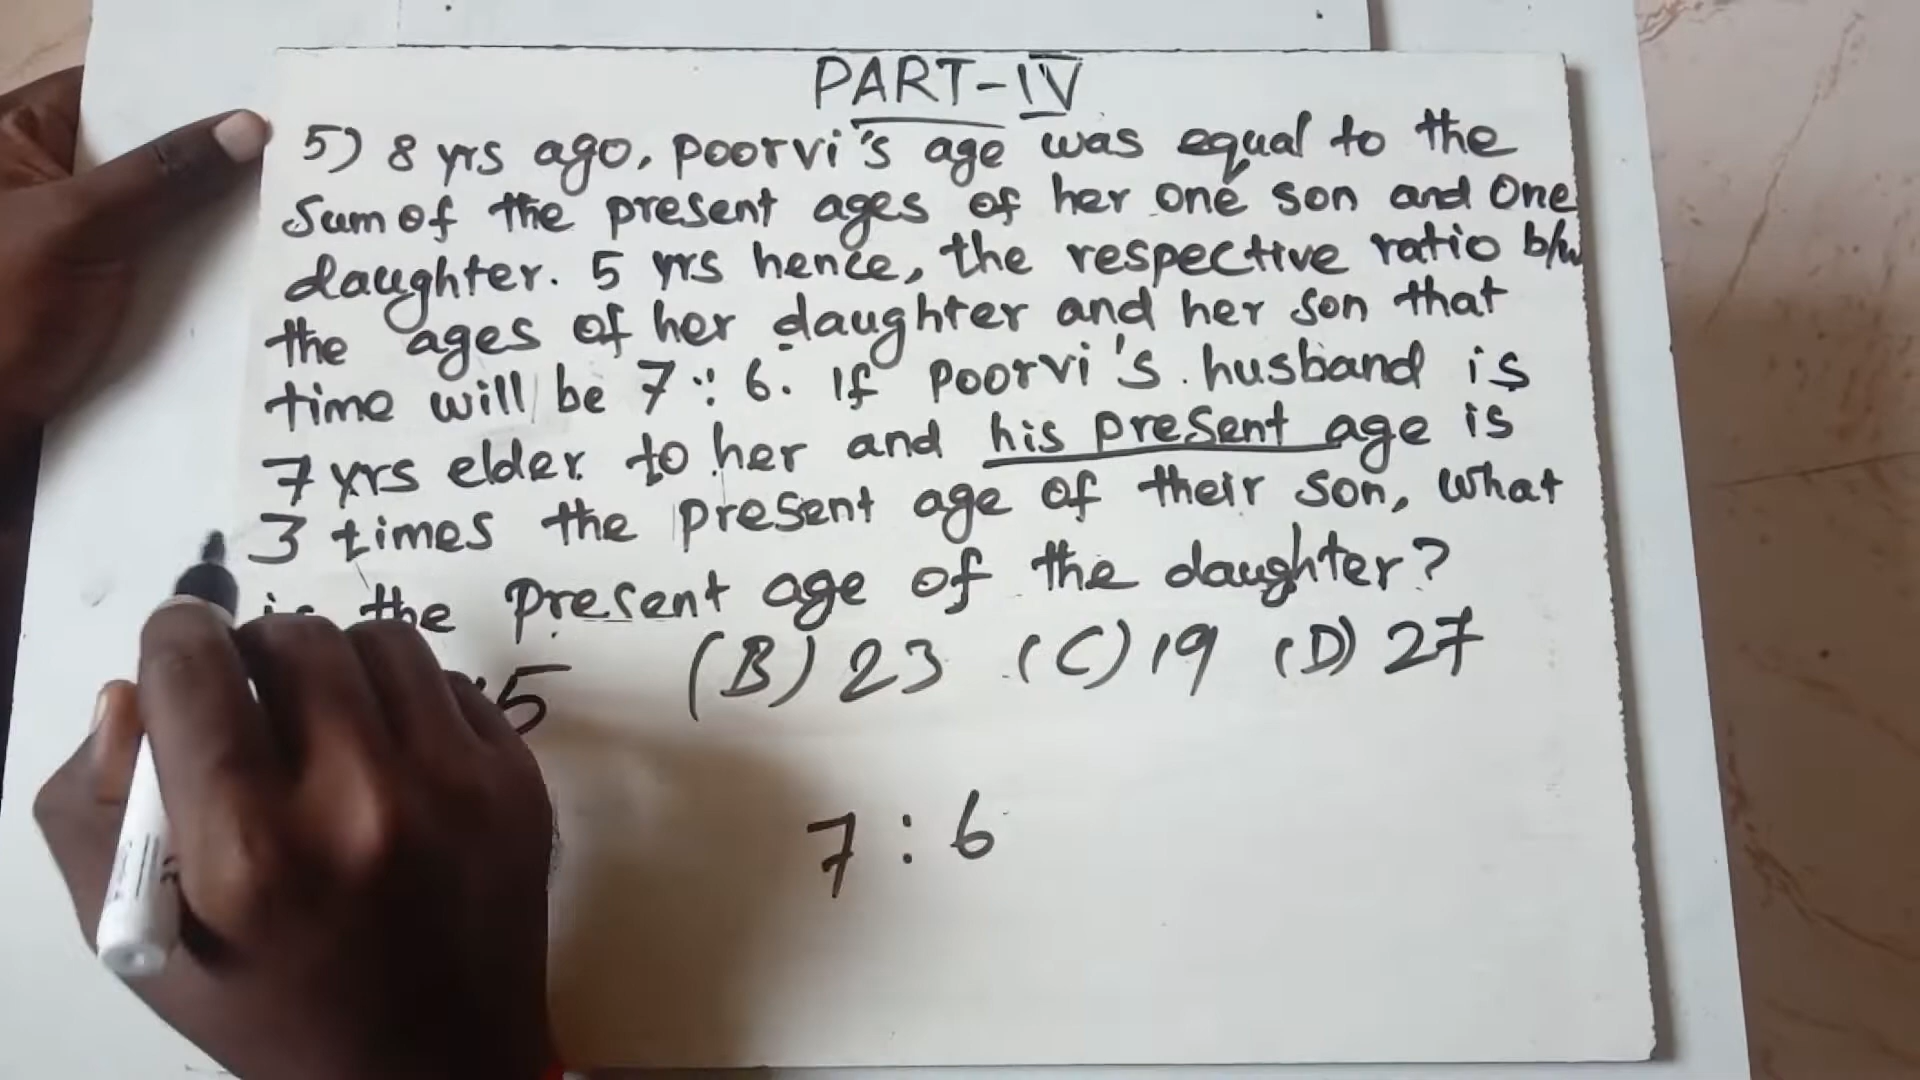 PART-IV
5) 8 yrs ago, Poorvi's age was equal to the
Sum of the present ages of her one son and One
daughter. 5 yrs hence, the respective ratio b/w
the ages of her daughter and her son that
time will be 7 : 6. If Poorvi's husband is
7 yrs elder to her and his present age is
3 times the present age of their son, what
is the present age of the daughter?
5 (B) 23 (C) 19 (D) 27
7 : 6